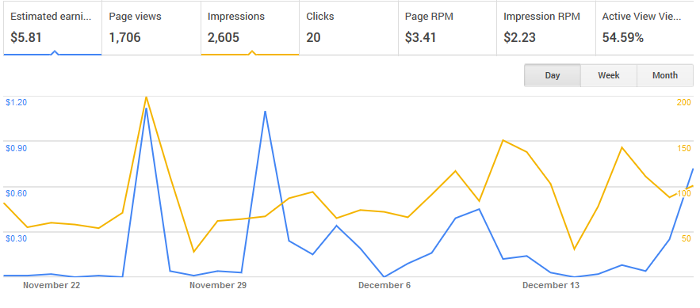 Estimated earni... Page views Impressions Clicks Page RPM Impression RPM Active View Vie...
$5.81 1,706 2,605 20 $3.41 $2.23 54.59%
Day Week Month
$1.20 200
$0.90 150
$0.60 100
$0.30 50
November 22 November 29 December 6 December 13